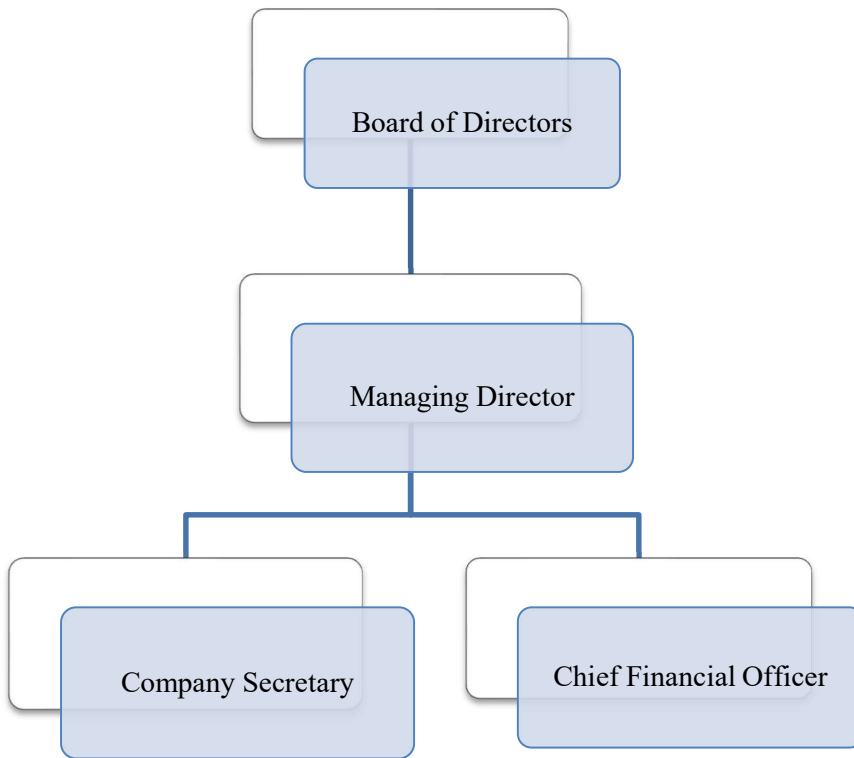 Board of Directors
Managing Director
Company Secretary
Chief Financial Officer